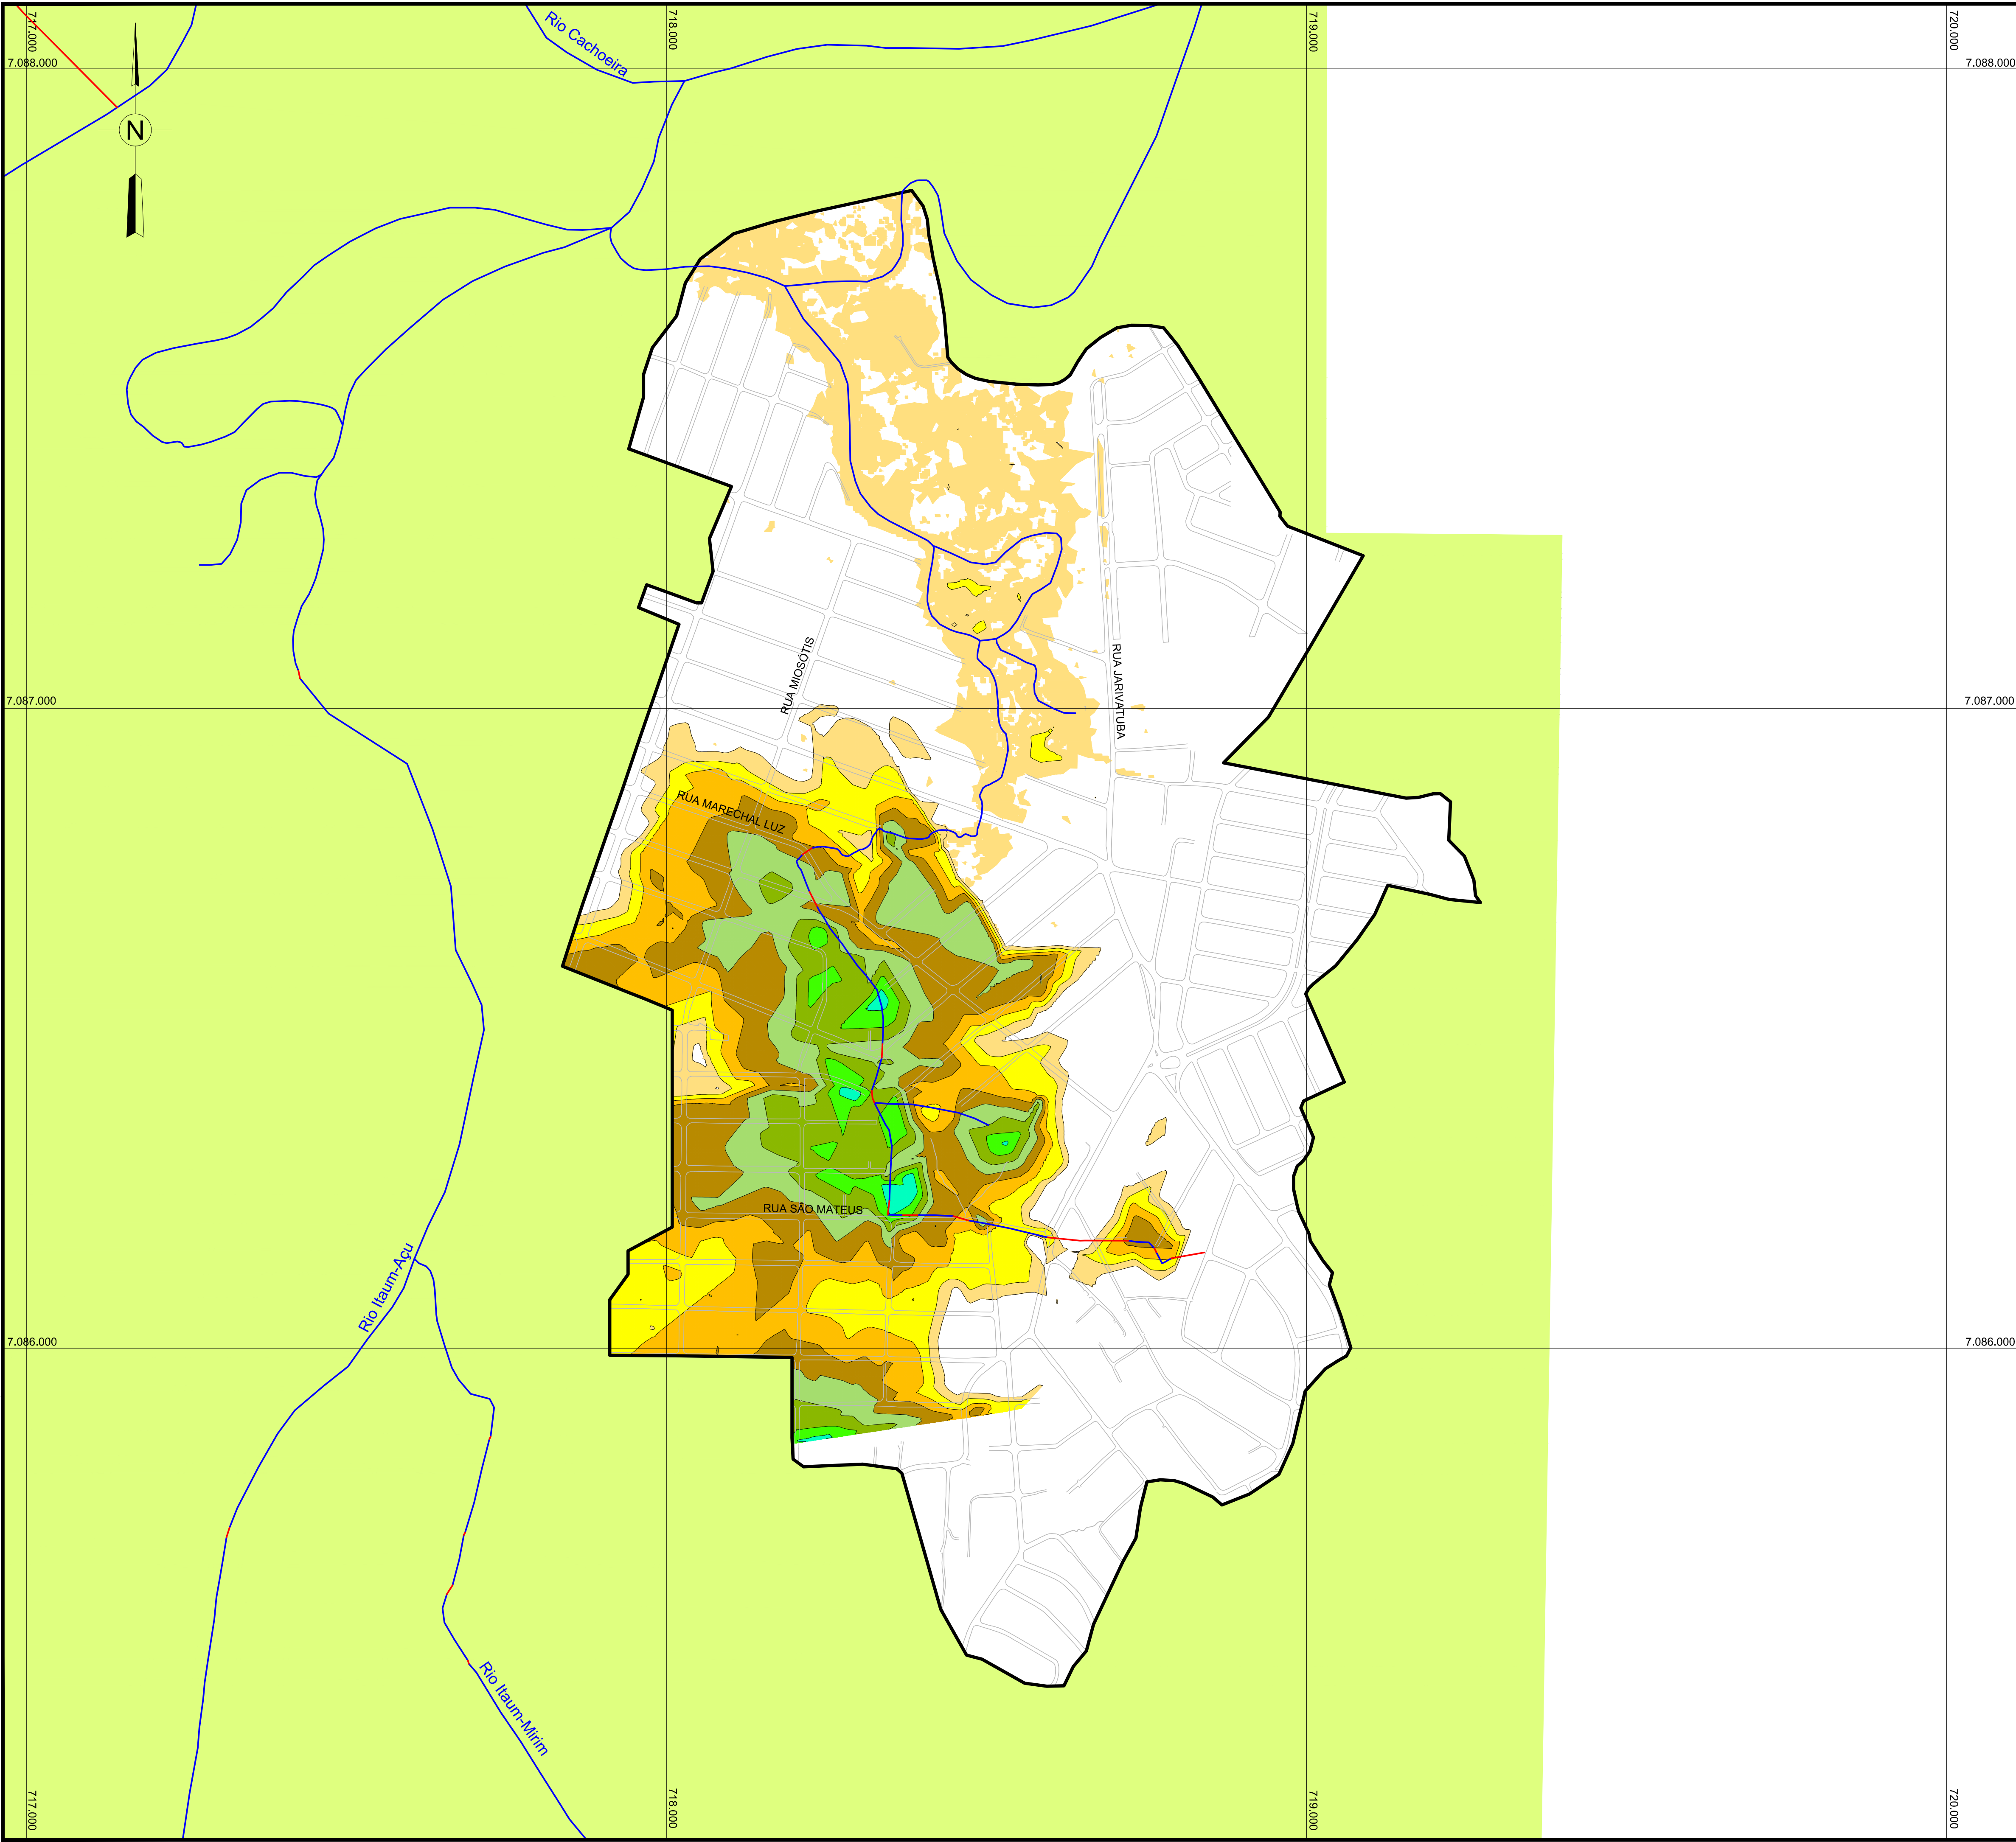 717.000
718.000
719.000
720.000
7.088.000
7.088.000
Rio Cachoeira
N
RUA MIOSÓTIS
RUA JARIVATUBA
7.087.000
7.087.000
RUA MARECHAL LUZ
RUA SÃO MATEUS
Rio Itaum-Açu
7.086.000
7.086.000
Rio Itaum-Mirim
717.000
718.000
719.000
720.000